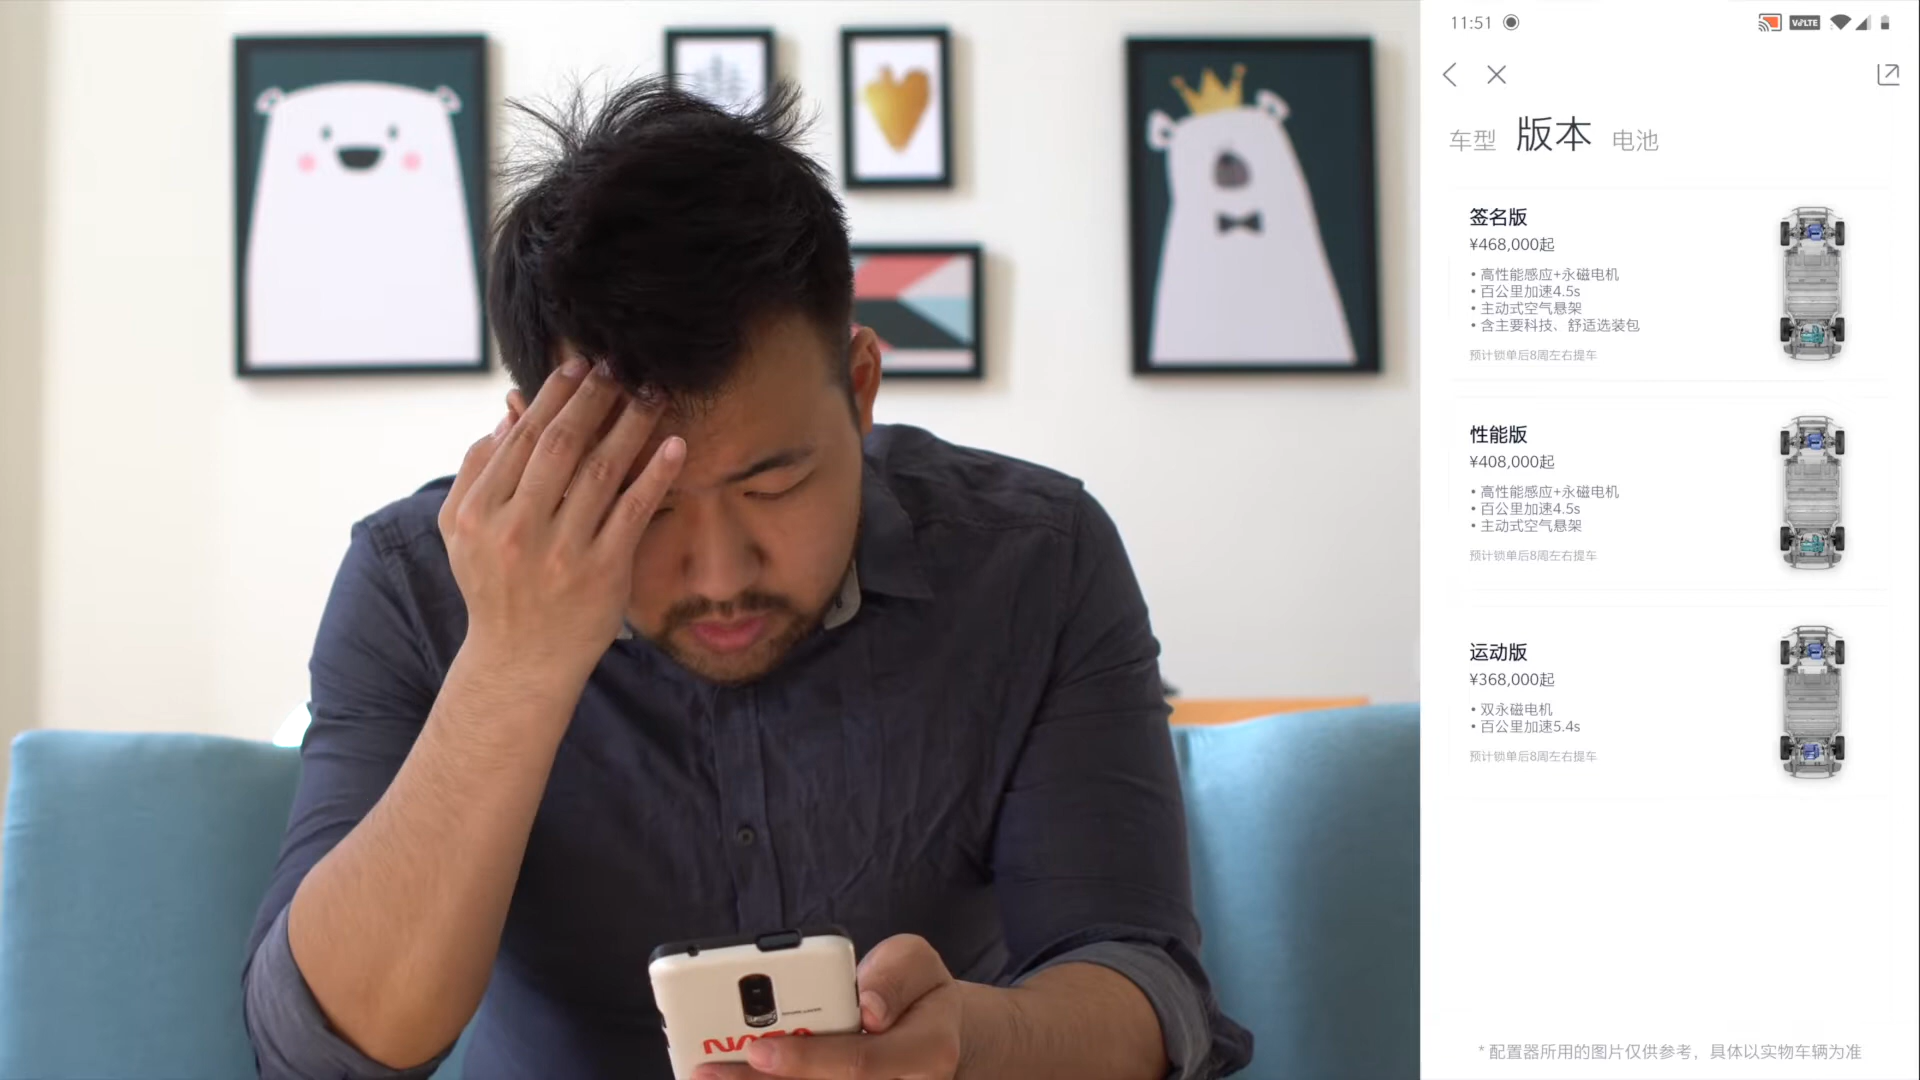 11:51
VoLTE
车型 版本 电池
签名版
¥468,000起
• 高性能感应+永磁电机
• 百公里加速4.5s
• 主动式空气悬架
• 含主要科技、舒适选装包
预计锁单后8周左右提车
性能版
¥408,000起
• 高性能感应+永磁电机
• 百公里加速4.5s
• 主动式空气悬架
预计锁单后8周左右提车
运动版
¥368,000起
• 双永磁电机
• 百公里加速5.4s
预计锁单后8周左右提车
NASA
* 配置器所用的图片仅供参考，具体以实物车辆为准